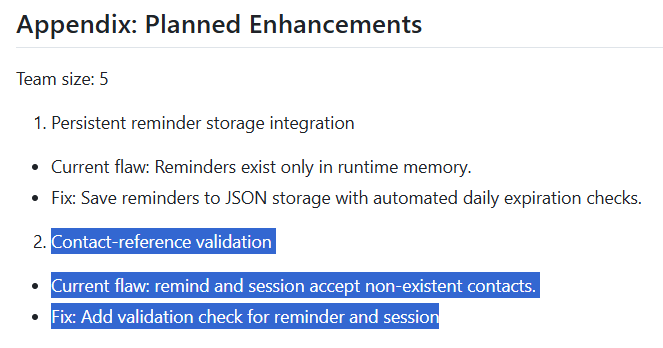 Appendix: Planned Enhancements
Team size: 5
1. Persistent reminder storage integration
• Current flaw: Reminders exist only in runtime memory.
• Fix: Save reminders to JSON storage with automated daily expiration checks.
2. Contact-reference validation
• Current flaw: remind and session accept non-existent contacts.
• Fix: Add validation check for reminder and session